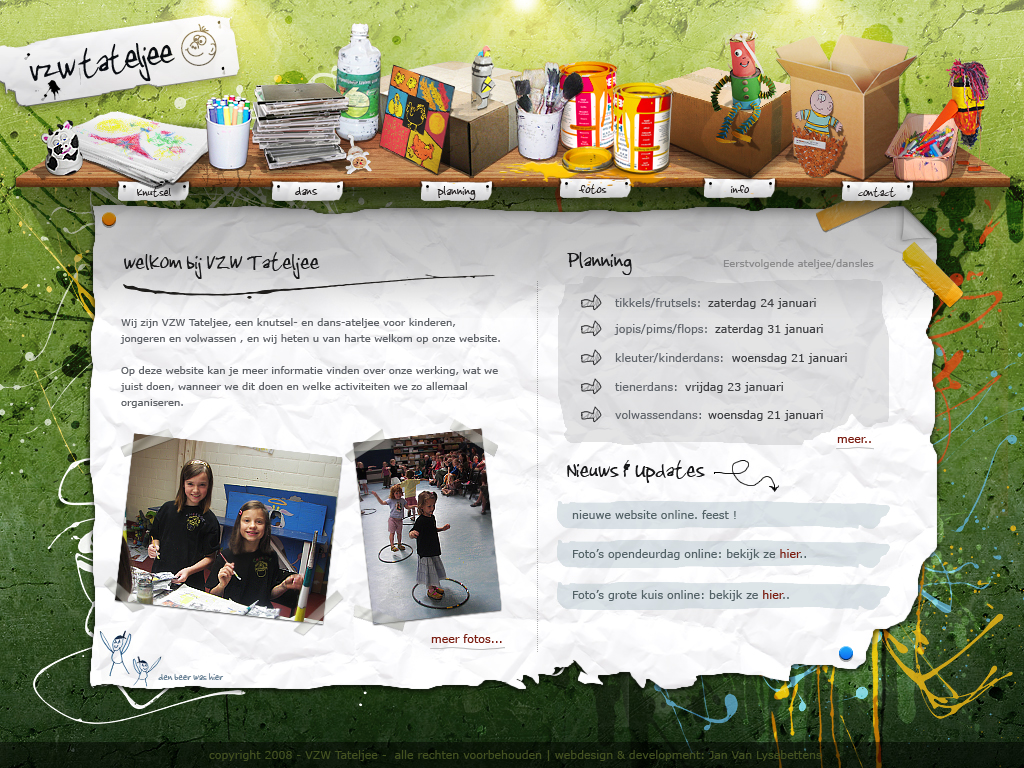 vzw tateljee
knutsel
dans
planning
fotos
info
contact
welkom bij VZW Tateljee
Wij zijn VZW Tateljee, een knutsel- en dans-ateljee voor kinderen,
jongeren en volwassen , en wij heten u van harte welkom op onze website.
Op deze website kan je meer informatie vinden over onze werking, wat we
juist doen, wanneer we dit doen en welke activiteiten we zo allemaal
organiseren.
meer fotos...
den beer was hier
Planning
Eerstvolgende ateljee/dansles
tikkels/frutsels: zaterdag 24 januari
jopis/pims/flops: zaterdag 31 januari
kleuter/kinderdans: woensdag 21 januari
tienerdans: vrijdag 23 januari
volwassendans: woensdag 21 januari
meer..
Nieuws & Updates
nieuwe website online. feest !
Foto's opendeurdag online: bekijk ze hier..
Foto's grote kuis online: bekijk ze hier..
copyright 2008 - VZW Tateljee - alle rechten voorbehouden | webdesign & development: Jan Van Lysebettens